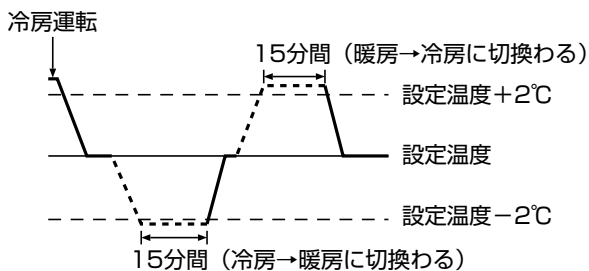 冷房運転
15分間（暖房→冷房に切換わる）
設定温度＋2℃
設定温度
設定温度－2℃
15分間（冷房→暖房に切換わる）